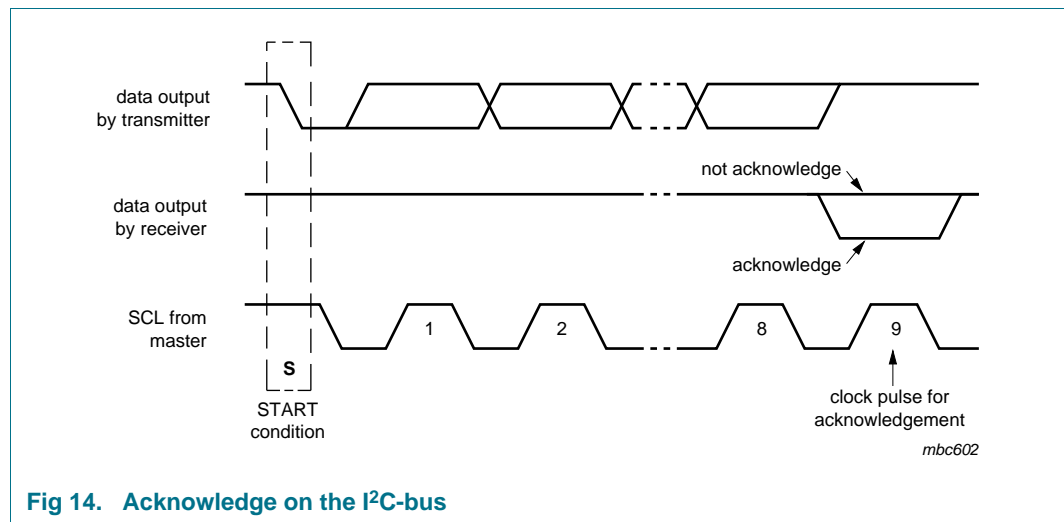 data output
by transmitter
not acknowledge
data output
by receiver
acknowledge
SCL from
master
1
2
8
9
S
START
condition
clock pulse for
acknowledgement
mbc602
Fig 14. Acknowledge on the I²C-bus